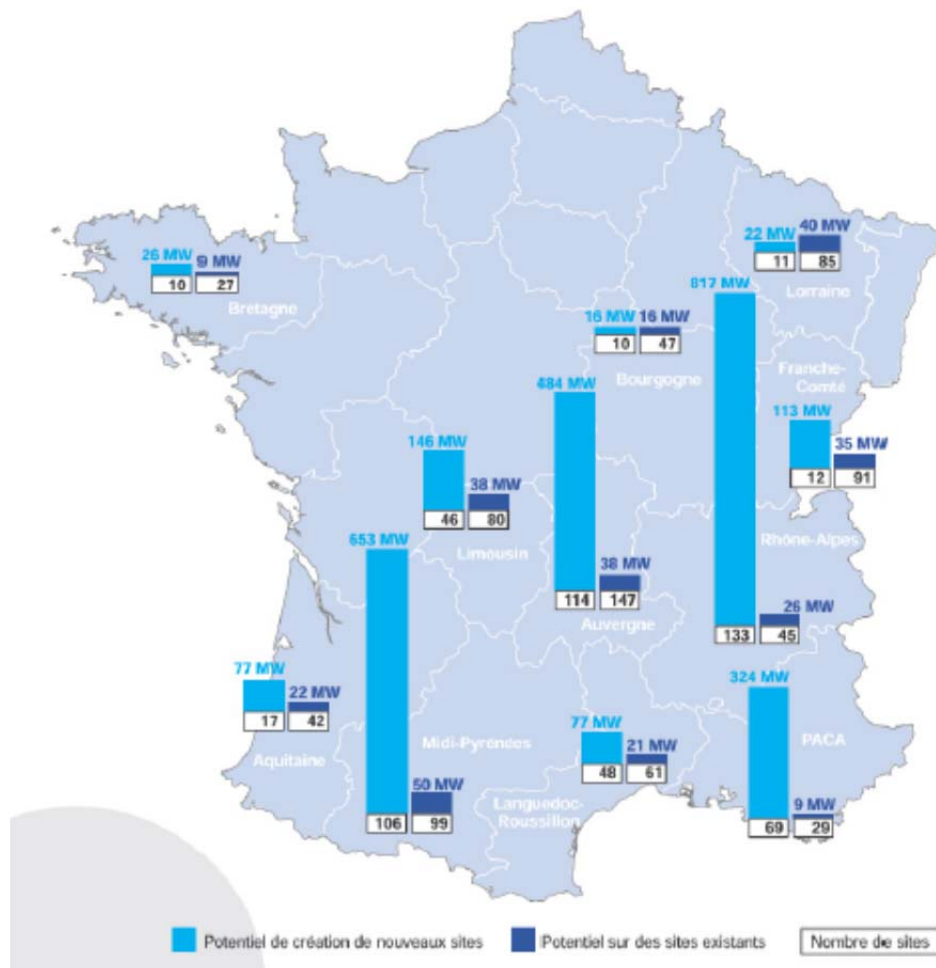 26 MW
9 MW
10
27
Bretagne
22 MW
40 MW
11
85
Lorraine
817 MW
16 MW
16 MW
10
47
Bourgogne
Franche-
Comté
484 MW
113 MW
35 MW
12
91
146 MW
38 MW
46
80
Limousin
653 MW
Rhône-Alpes
38 MW
114
147
Auvergne
26 MW
133
45
77 MW
22 MW
17
42
Aquitaine
324 MW
Midi-Pyrénées
77 MW
21 MW
48
61
PACA
50 MW
106
99
Languedoc-
Roussillon
9 MW
69
29
Potentiel de création de nouveaux sites
Potentiel sur des sites existants
Nombre de sites